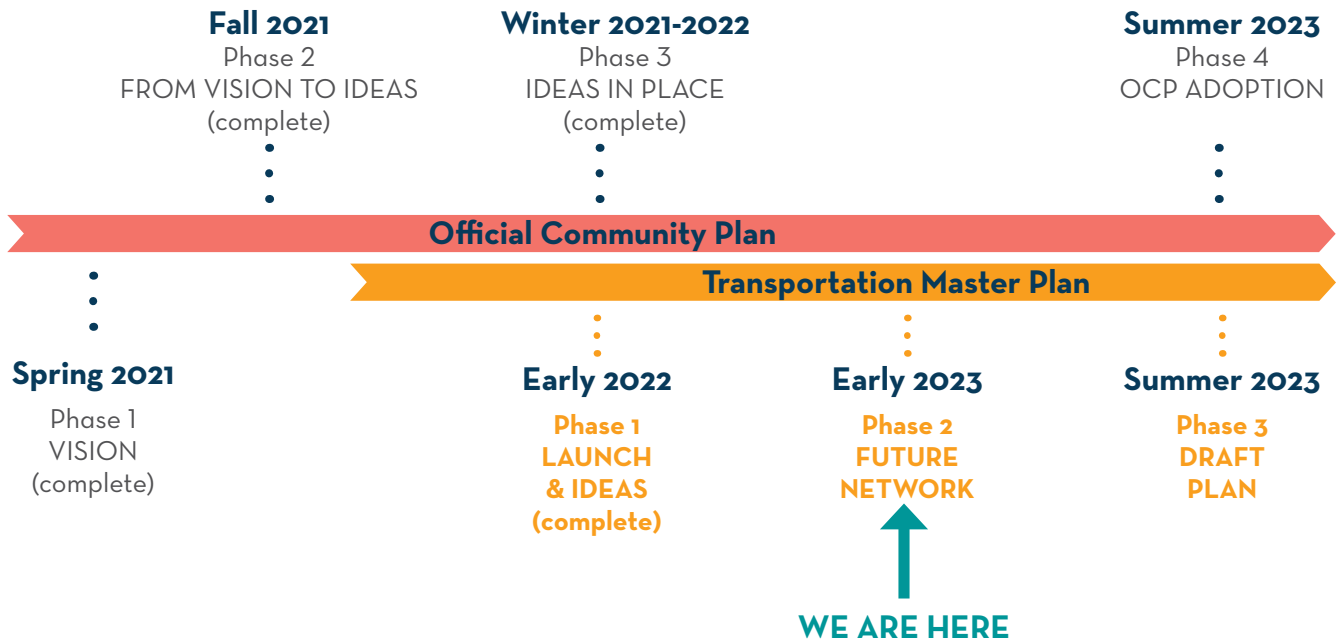 Fall 2021
Phase 2
FROM VISION TO IDEAS
(complete)
Winter 2021-2022
Phase 3
IDEAS IN PLACE
(complete)
Summer 2023
Phase 4
OCP ADOPTION
Official Community Plan
Transportation Master Plan
Spring 2021
Phase 1
VISION
(complete)
Early 2022
Phase 1
LAUNCH
& IDEAS
(complete)
Early 2023
Phase 2
FUTURE
NETWORK
Summer 2023
Phase 3
DRAFT
PLAN
WE ARE HERE